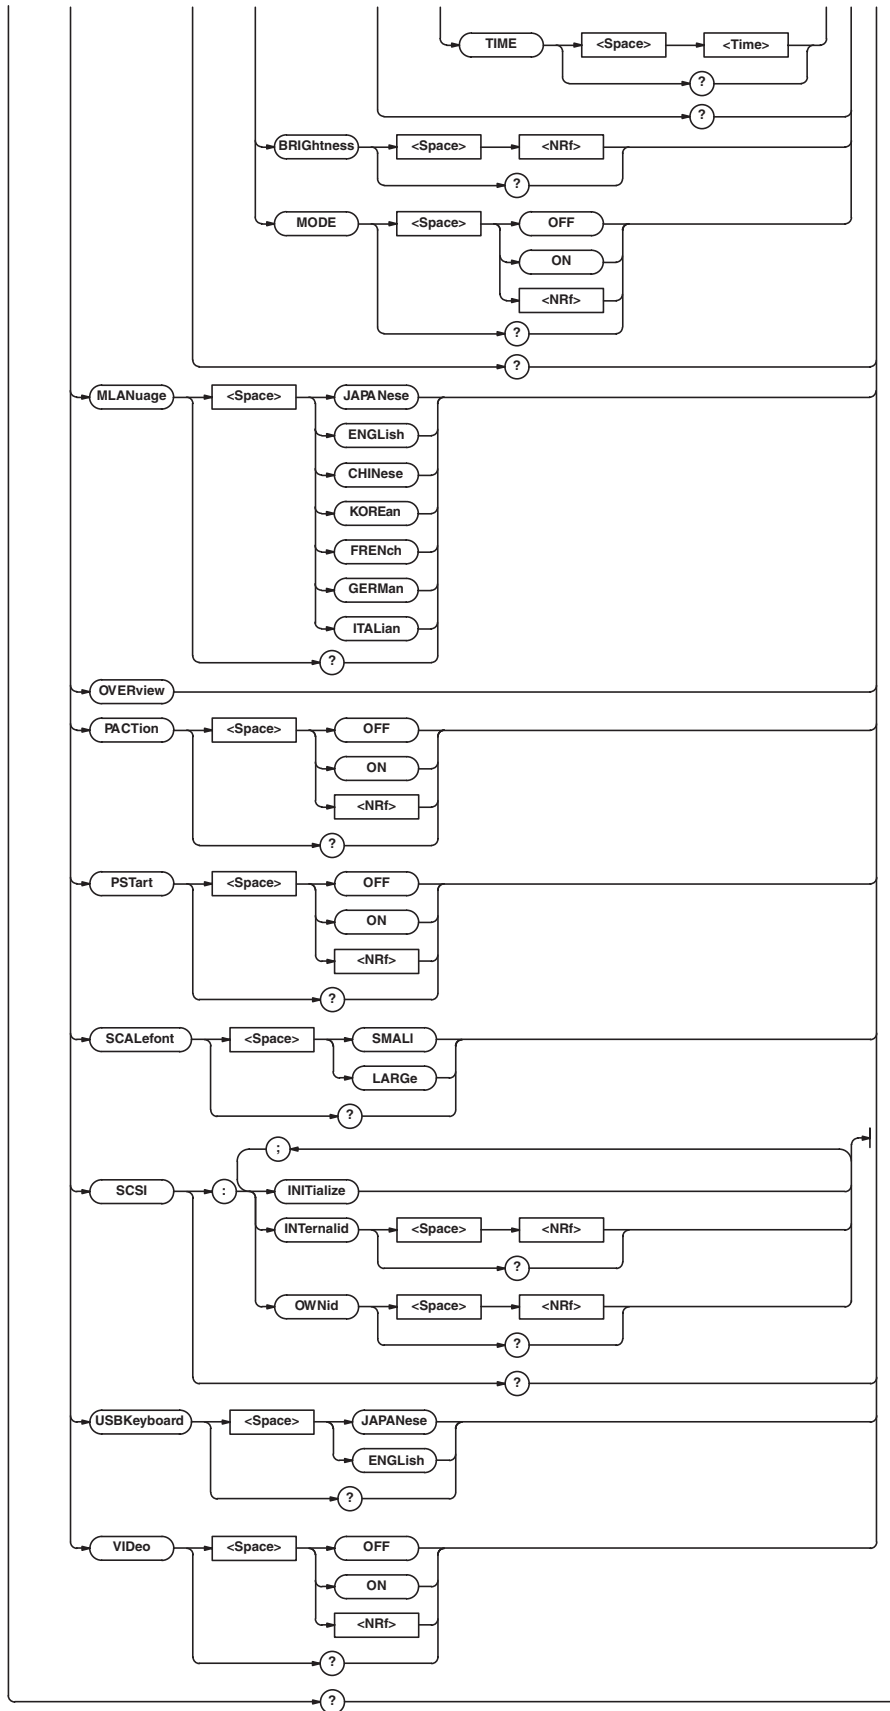 TIME <Space> <Time>
?
?
BRIGhtness <Space> <NRf>
?
MODE <Space> OFF
ON
<NRf>
?
?
MLANuage <Space> JAPANese
ENGLish
CHINese
KOREan
FRENch
GERMan
ITALian
?
OVERview
PACTion <Space> OFF
ON
<NRf>
?
PSTart <Space> OFF
ON
<NRf>
?
SCALefont <Space> SMALl
LARGe
?
;
SCSI : INITialize
INTernalid <Space> <NRf>
?
OWNid <Space> <NRf>
?
?
USBKeyboard <Space> JAPANese
ENGLish
?
VIDeo <Space> OFF
ON
<NRf>
?
?